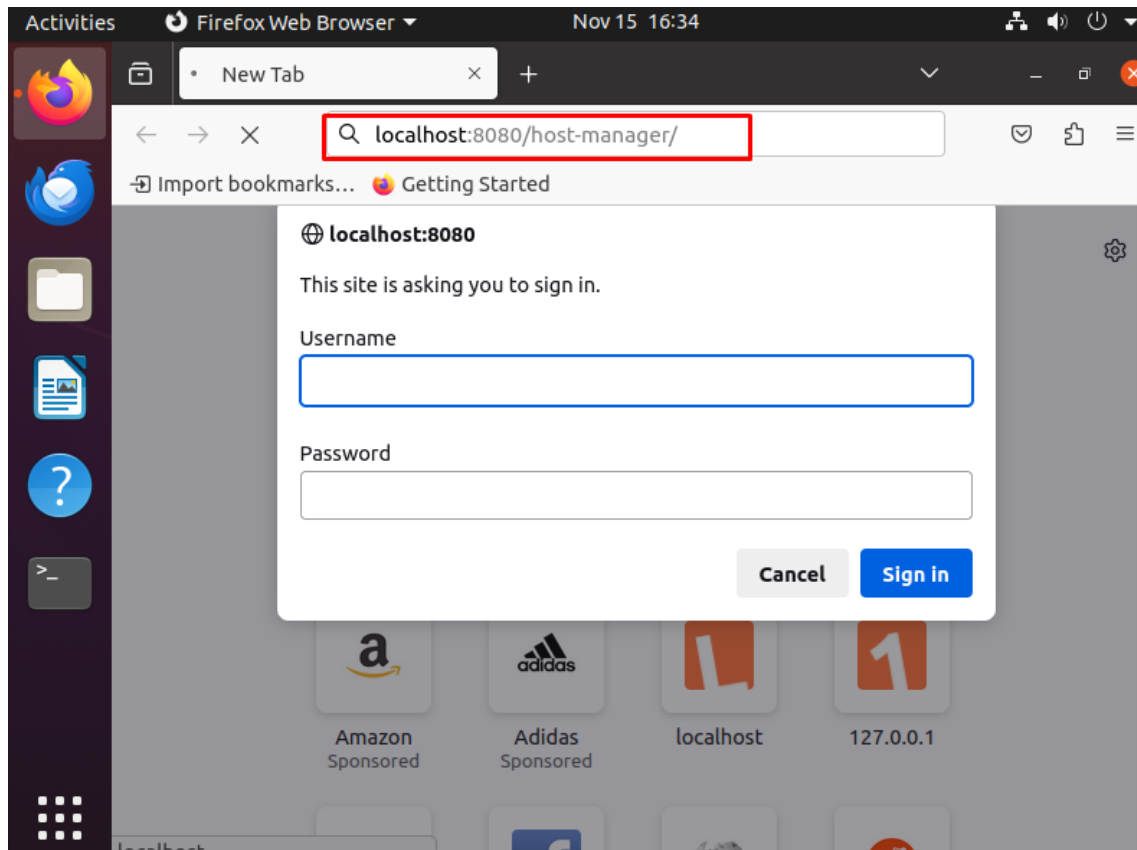 Activities Firefox Web Browser Nov 15 16:34
New Tab
localhost:8080/host-manager/
Import bookmarks... Getting Started
localhost:8080
This site is asking you to sign in.
Username
Password
Cancel Sign in
a adidas L 1
Amazon Adidas localhost 127.0.0.1
Sponsored Sponsored